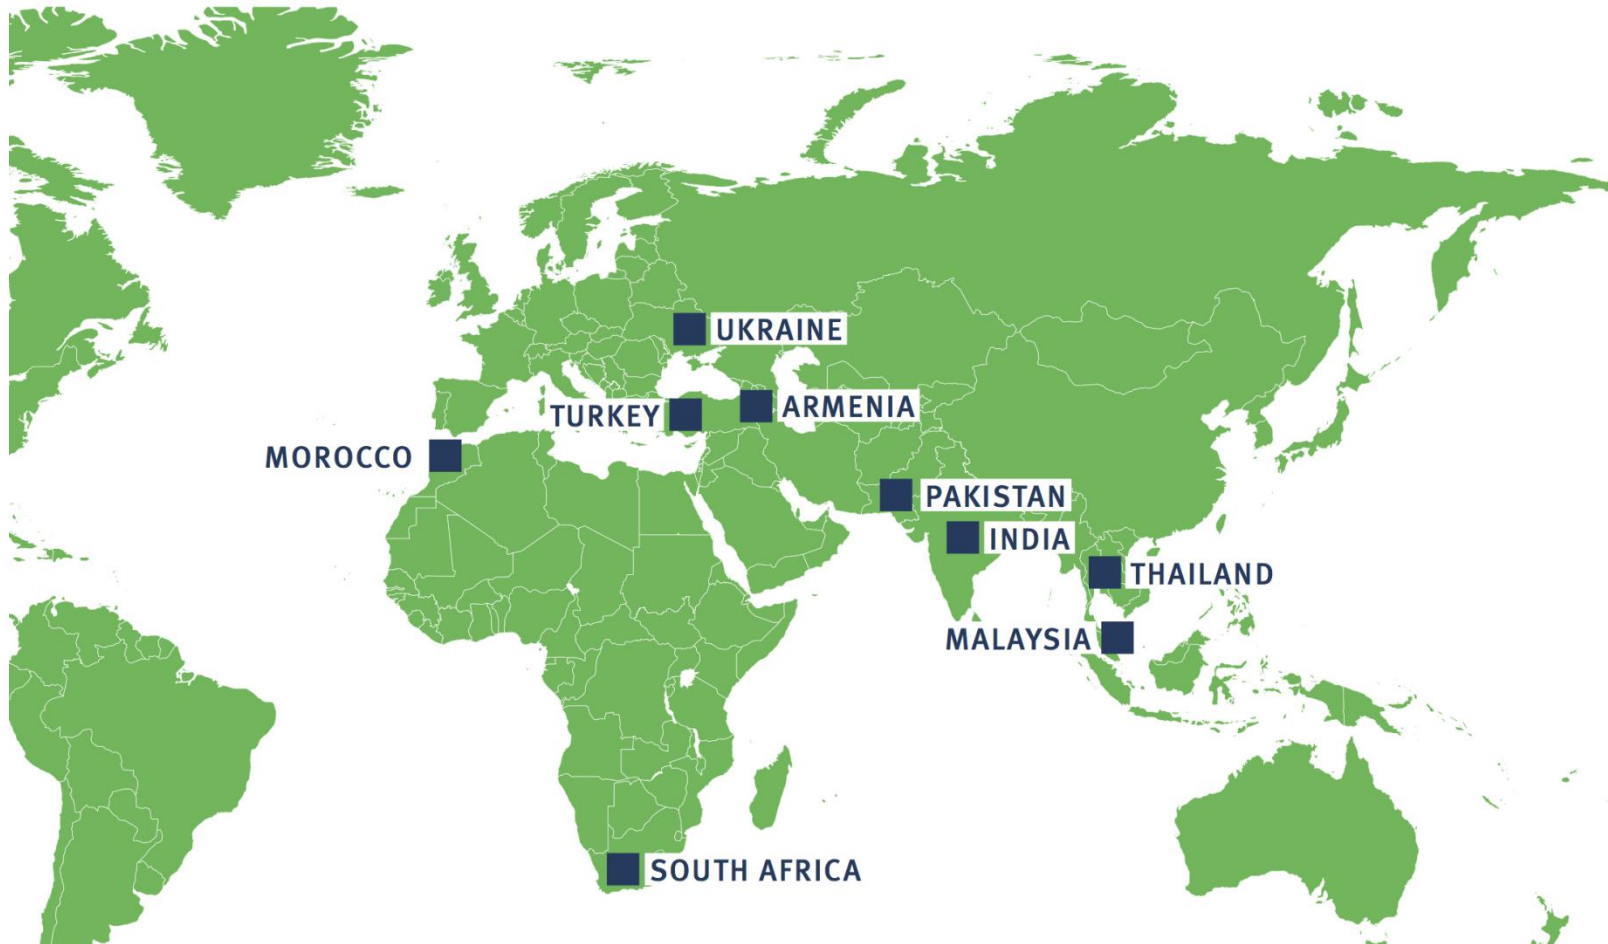 UKRAINE
TURKEY
ARMENIA
MOROCCO
PAKISTAN
INDIA
THAILAND
MALAYSIA
SOUTH AFRICA